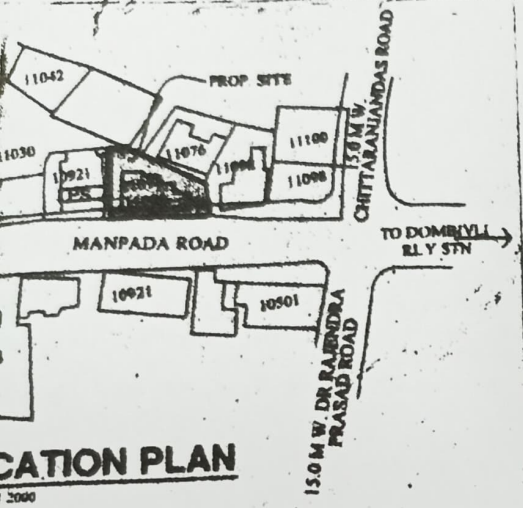 11042
PROP. SITE
11030
10921
11076
11100
11098
15.0 M W.
CHITTARANJANDAS ROAD
MANPADA ROAD
TO DOMBIVLI
RLY STN
10921
10501
15.0 M W. DR RAJENDRA
PRASAD ROAD
CATION PLAN
2000